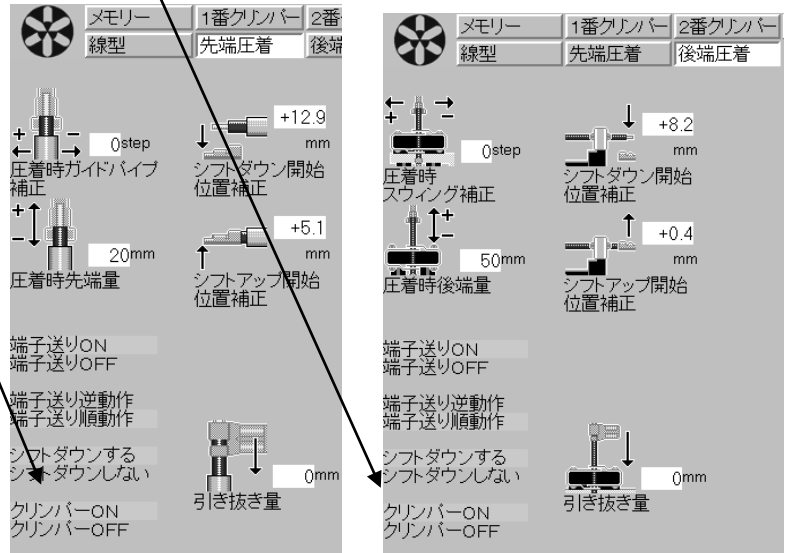 メモリー
1番クリンパー
2番
線型
先端圧着
後端
+12.9
0step
mm
圧着時ガイドパイプ
補正
シフトダウン開始
位置補正
+5.1
20mm
mm
圧着時先端量
シフトアップ開始
位置補正
端子送りON
端子送りOFF
端子送り逆動作
端子送り順動作
シフトダウンする
シフトダウンしない
0mm
引き抜き量
クリンパーON
クリンパーOFF
メモリー
1番クリンパー
2番クリンパー
線型
先端圧着
後端圧着
+8.2
0step
mm
圧着時
スウィング補正
シフトダウン開始
位置補正
+0.4
50mm
mm
圧着時後端量
シフトアップ開始
位置補正
端子送りON
端子送りOFF
端子送り逆動作
端子送り順動作
シフトダウンする
シフトダウンしない
0mm
引き抜き量
クリンパーON
クリンパーOFF